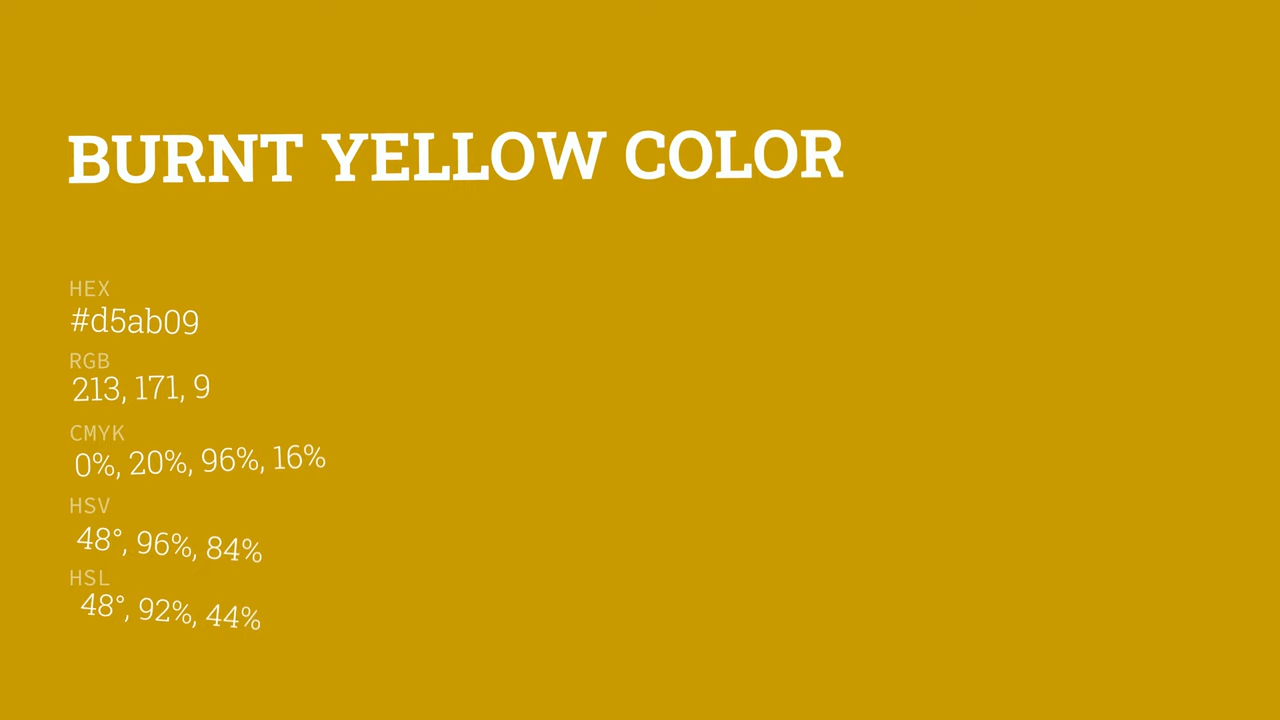 BURNT YELLOW COLOR
HEX
#d5ab09
RGB
213, 171, 9
CMYK
0%, 20%, 96%, 16%
HSV
48°, 96%, 84%
HSL
48°, 92%, 44%